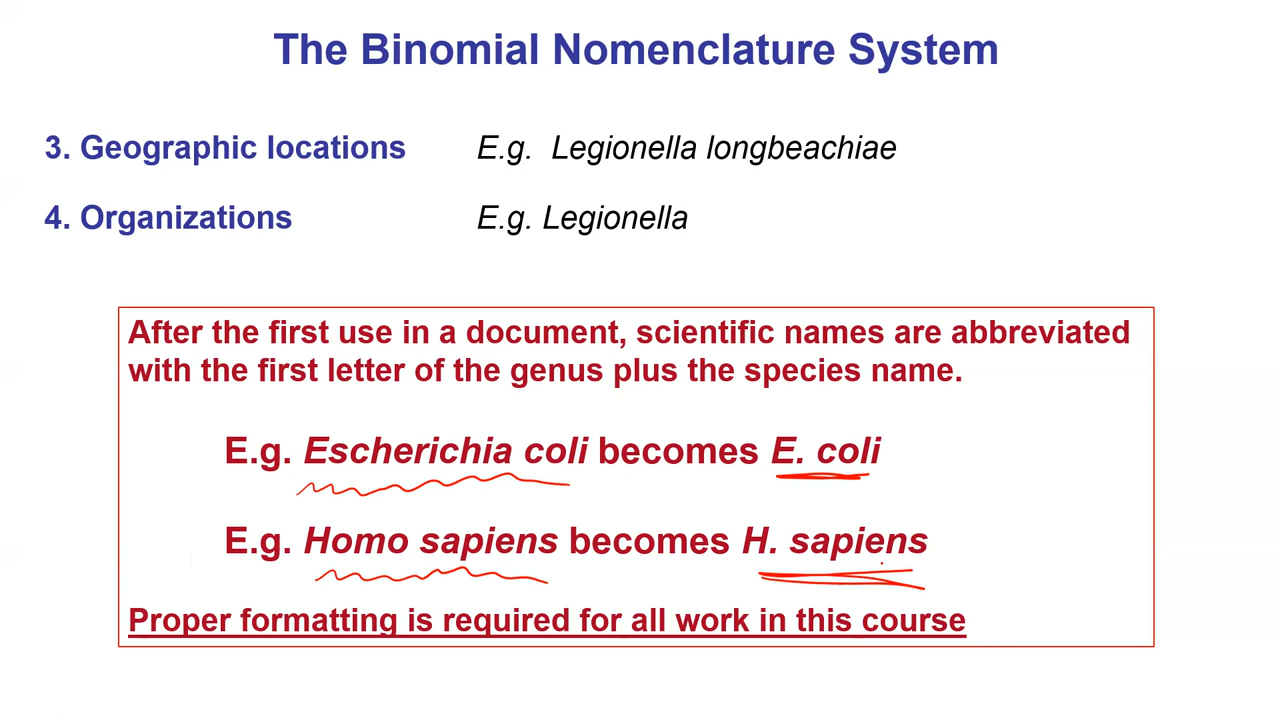 The Binomial Nomenclature System
3. Geographic locations E.g. Legionella longbeachiae
4. Organizations E.g. Legionella
After the first use in a document, scientific names are abbreviated
with the first letter of the genus plus the species name.
E.g. Escherichia coli becomes E. coli
E.g. Homo sapiens becomes H. sapiens
Proper formatting is required for all work in this course